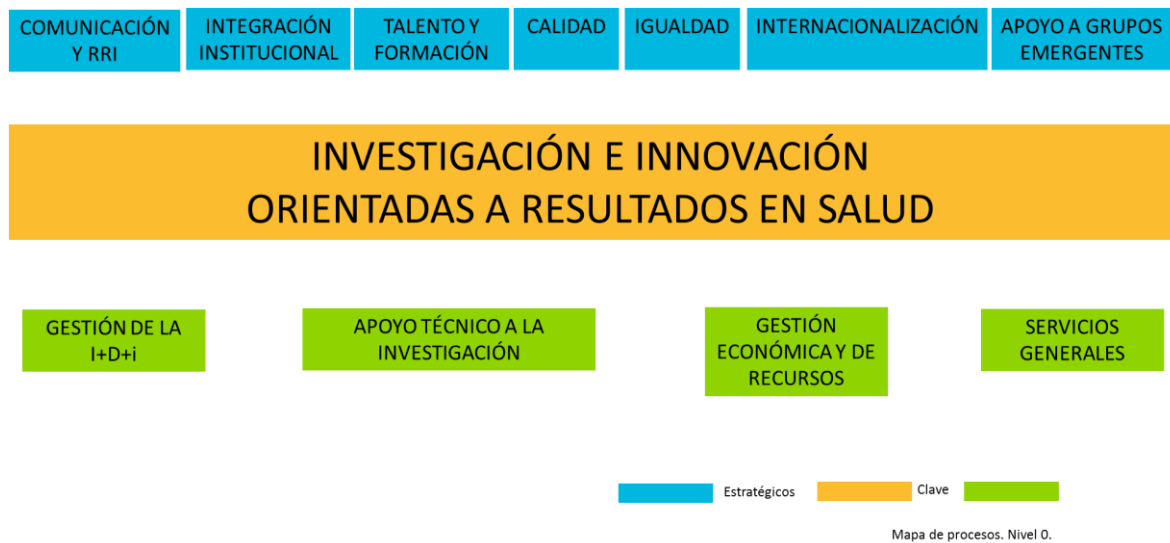 COMUNICACIÓN
Y RRI
INTEGRACIÓN
INSTITUCIONAL
TALENTO Y
FORMACIÓN
CALIDAD
IGUALDAD
INTERNACIONALIZACIÓN
APOYO A GRUPOS
EMERGENTES
INVESTIGACIÓN E INNOVACIÓN
ORIENTADAS A RESULTADOS EN SALUD
GESTIÓN DE LA
I+D+i
APOYO TÉCNICO A LA
INVESTIGACIÓN
GESTIÓN
ECONÓMICA Y DE
RECURSOS
SERVICIOS
GENERALES
Estratégicos
Clave
Mapa de procesos. Nivel 0.